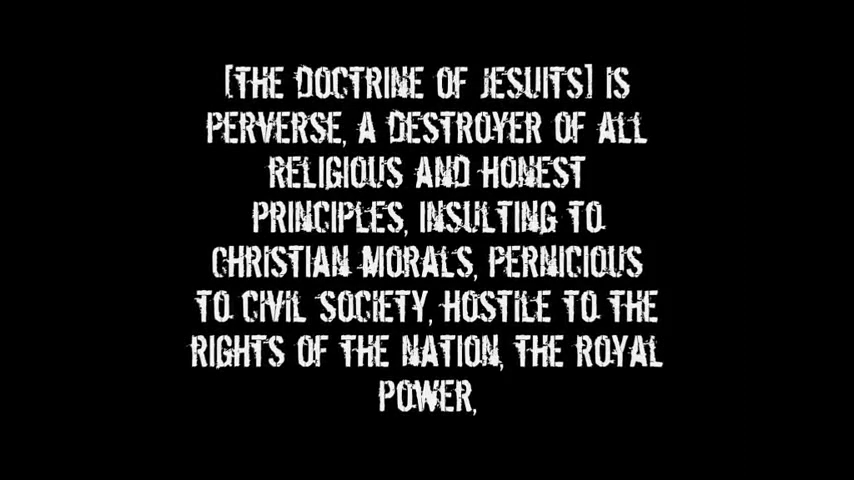 [THE DOCTRINE OF JESUITS] IS
PERVERSE, A DESTROYER OF ALL
RELIGIOUS AND HONEST
PRINCIPLES, INSULTING TO
CHRISTIAN MORALS, PERNICIOUS
TO CIVIL SOCIETY, HOSTILE TO THE
RIGHTS OF THE NATION, THE ROYAL
POWER,